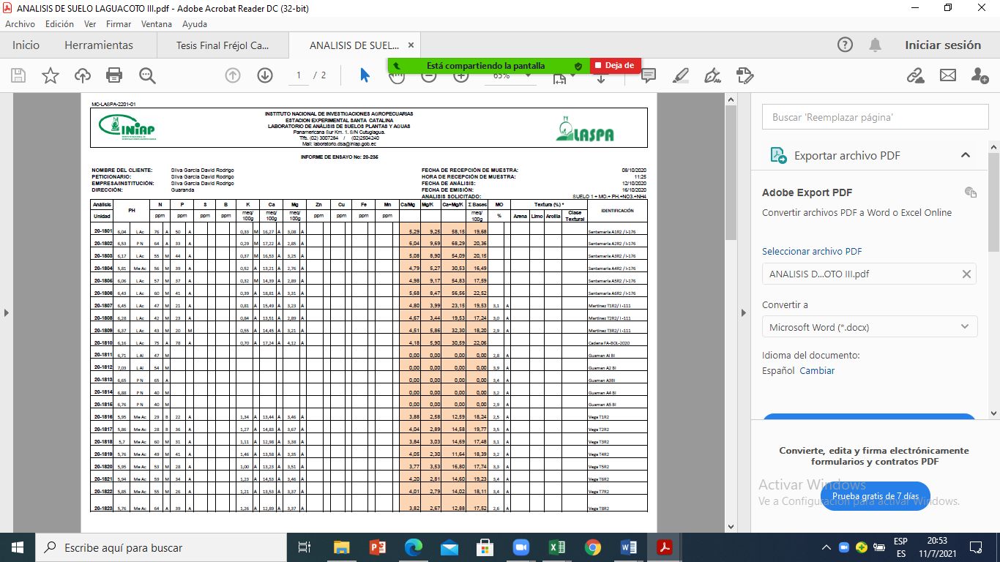 ANALISIS DE SUELO LAGUACOTO III.pdf - Adobe Acrobat Reader DC (32-bit)
Archivo Edición Ver Firmar Ventana Ayuda
Inicio Herramientas Tesis Final Fréjol Ca... ANALISIS DE SUEL... × Iniciar sesión
Está compartiendo la pantalla Deja de
1 / 2 65%
MC-LASPA-2201-01
INIAP
INSTITUTO NACIONAL DE INVESTIGACIONES AGROPECUARIAS
ESTACION EXPERIMENTAL SANTA CATALINA
LABORATORIO DE ANÁLISIS DE SUELOS PLANTAS Y AGUAS
Panamericana Sur Km. 1. S/N Cutuglagua.
Tlfs. (02) 3007284 / (02)2504240
Mail: laboratorio.dsa@iniap.gob.ec
LASPA
INFORME DE ENSAYO No: 20-235
NOMBRE DEL CLIENTE: Silva García David Rodrigo FECHA DE RECEPCIÓN DE MUESTRA: 08/10/2020
PETICIONARIO: Silva García David Rodrigo HORA DE RECEPCIÓN DE MUESTRA: 11:25
EMPRESA/INSTITUCIÓN: Silva García David Rodrigo FECHA DE ANÁLISIS: 12/10/2020
DIRECCIÓN: Guaranda FECHA DE EMISIÓN: 16/10/2020
ANALISIS SOLICITADO: SUELO 1 + MO.+ PH.+NO3.+NH4
Análisis PH N P S B K Ca Mg Zn Cu Fe Mn Ca/Mg Mg/K Ca+Mg/K Σ Bases MO Textura (%) * IDENTIFICACIÓN
Unidad ppm ppm ppm ppm meq/100g meq/100g meq/100g ppm ppm ppm ppm meq/100g % Arena Limo Arcilla Clase Textural
20-1801 6,04 L Ac 76 A 50 A 0,33 M 16,27 A 3,08 A 5,29 9,25 58,15 19,68 Santamaría A1R2 / I-176
20-1802 6,53 P N 64 A 33 A 0,29 M 17,22 A 2,85 A 6,04 9,69 68,29 20,36 Santamaría A2R2 / I-176
20-1803 6,17 L Ac 55 M 44 A 0,37 M 16,53 A 3,25 A 5,08 8,90 54,09 20,15 Santamaría A3R2 / I-176
20-1804 5,81 Me Ac 56 M 39 A 0,52 A 13,21 A 2,76 A 4,79 5,27 30,53 16,49 Santamaría A4R2 / I-176
20-1805 6,06 L Ac 57 M 37 A 0,32 M 14,39 A 2,89 A 4,98 9,17 54,83 17,59 Santamaría A5R2 / I-176
20-1806 6,43 L Ac 60 M 41 A 0,39 A 18,81 A 3,31 A 5,68 8,47 56,56 22,52 Santamaría A6R2 / I-176
20-1807 6,45 L Ac 47 M 21 A 0,81 A 15,49 A 3,23 A 4,80 3,99 23,15 19,53 3,1 A Martínez T1R2/ I -111
20-1808 6,28 L Ac 42 M 23 A 0,84 A 13,51 A 2,89 A 4,67 3,44 19,53 17,24 3,0 A Martínez T2R2/ I -111
20-1809 6,37 L Ac 43 M 20 M 0,55 A 14,45 A 3,21 A 4,51 5,86 32,30 18,20 2,9 A Martínez T3R2/ I -111
20-1810 6,16 L Ac 75 A 78 A 0,70 A 17,24 A 4,12 A 4,18 5,90 30,59 22,06 Cadena FA-BOL-2020
20-1811 6,71 L Al 47 M 0,00 0,00 0,00 0,00 2,8 A Guaman AI BI
20-1812 7,03 L Al 54 M 0,00 0,00 0,00 0,00 3,9 A Guaman A2 BI
20-1813 6,65 P N 65 A 0,00 0,00 0,00 0,00 3,4 A Guaman A3BI
20-1814 6,88 P N 40 M 0,00 0,00 0,00 0,00 3,2 A Guaman A4 BI
20-1815 6,76 P N 40 M 0,00 0,00 0,00 0,00 2,9 A Guaman A5 BI
20-1816 5,95 Me Ac 29 B 22 A 1,34 A 13,44 A 3,46 A 3,88 2,58 12,59 18,24 2,5 A Vega T1R2
20-1817 5,86 Me Ac 28 B 36 A 1,27 A 14,83 A 3,67 A 4,04 2,89 14,58 19,77 3,5 A Vega T2R2
20-1818 5,7 Me Ac 60 M 31 A 1,11 A 12,98 A 3,38 A 3,84 3,03 14,69 17,48 3,1 A Vega T3R2
20-1819 5,76 Me Ac 49 M 41 A 1,46 A 13,58 A 3,35 A 4,05 2,30 11,64 18,39 3,2 A Vega T4R2
20-1820 5,95 Me Ac 53 M 28 A 1,00 A 13,23 A 3,51 A 3,77 3,53 16,80 17,74 3,3 A Vega T5R2
20-1821 5,94 Me Ac 59 M 34 A 1,23 A 14,53 A 3,46 A 4,20 2,81 14,60 19,23 3,4 A Vega T6R2
20-1822 5,85 Me Ac 55 M 26 A 1,21 A 13,53 A 3,37 A 4,01 2,79 14,02 18,11 3,4 A Vega T7R2
20-1823 5,76 Me Ac 64 A 39 A 1,26 A 12,89 A 3,37 A 3,82 2,67 12,88 17,52 2,6 A Vega T8R2
Buscar 'Reemplazar página'
Exportar archivo PDF
Adobe Export PDF
Convertir archivos PDF a Word o Excel Online
Seleccionar archivo PDF
ANALISIS D...OTO III.pdf
Convertir a
Microsoft Word (*.docx)
Idioma del documento:
Español Cambiar
Convierte, edita y firma electrónicamente
formularios y contratos PDF
Prueba gratis de 7 días
Activar Windows
Ve a Configuración para activar Windows.
Escribe aquí para buscar
ESP
ES
20:53
11/7/2021